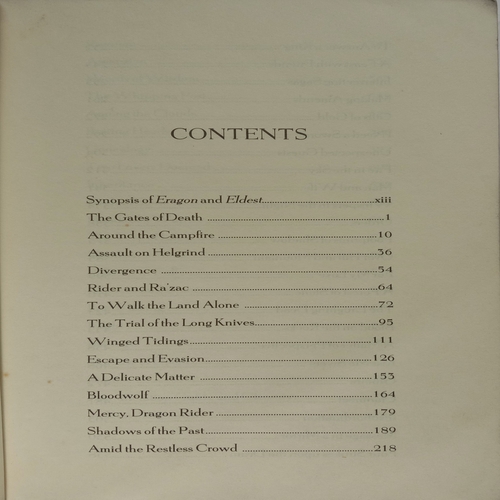 CONTENTS
Synopsis of Eragon and Eldest..................................xiii
The Gates of Death ......................................................1
Around the Campfire ................................................10
Assault on Helgrind ...................................................36
Divergence .................................................................54
Rider and Ra'zac .........................................................64
To Walk the Land Alone .........................................72
The Trial of the Long Knives.....................................95
Winged Tidings.........................................................111
Escape and Evasion....................................................126
A Delicate Matter .....................................................153
Bloodwolf ...................................................................164
Mercy, Dragon Rider ................................................179
Shadows of the Past...................................................189
Amid the Restless Crowd ........................................218